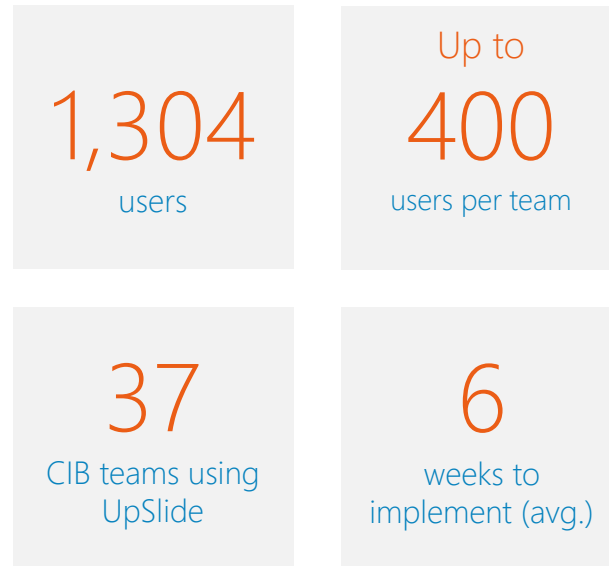 1,304
users
Up to
400
users per team
37
CIB teams using
UpSlide
6
weeks to
implement (avg.)